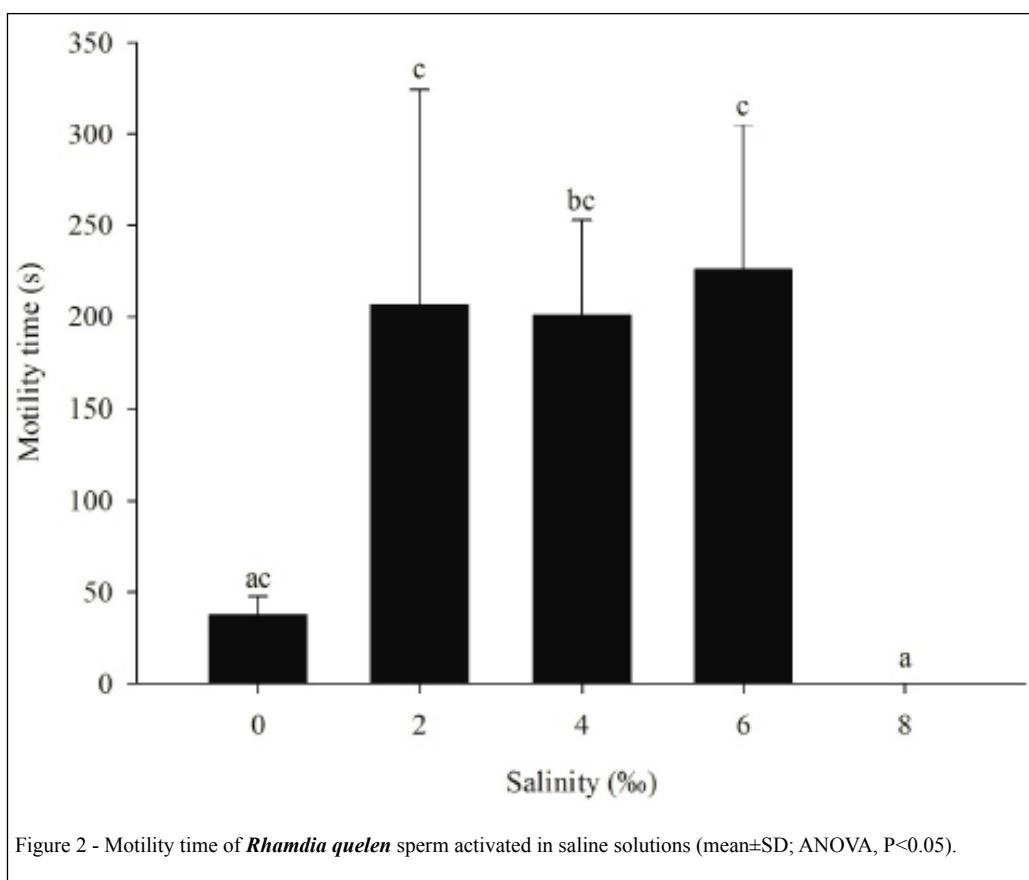 350
300
250
200
150
100
50
0
Motility time (s)
c
c
bc
ac
a
0 2 4 6 8
Salinity (‰)
Figure 2 - Motility time of Rhamdia quelen sperm activated in saline solutions (mean±SD; ANOVA, P<0.05).